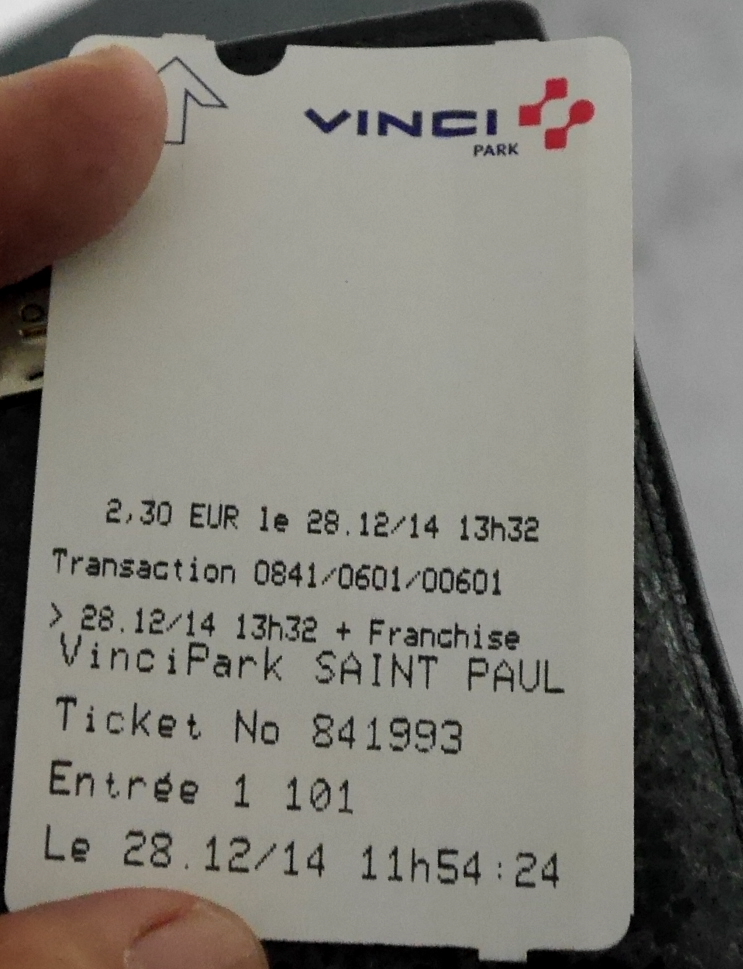 VINCI
PARK
2,30 EUR le 28.12/14 13h32
Transaction 0841/0601/00601
> 28.12/14 13h32 + Franchise
VinciPark SAINT PAUL
Ticket No 841993
Entrée 1 101
Le 28.12/14 11h54:24